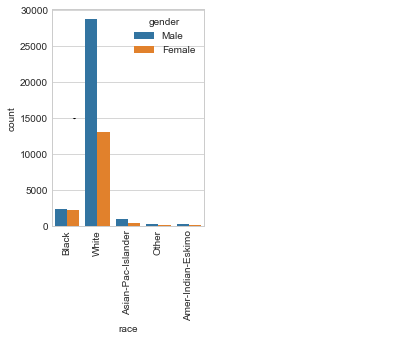 30000
25000
20000
15000
10000
5000
0
count
gender
Male
Female
Black
White
Asian-Pac-Islander
Other
Amer-Indian-Eskimo
race